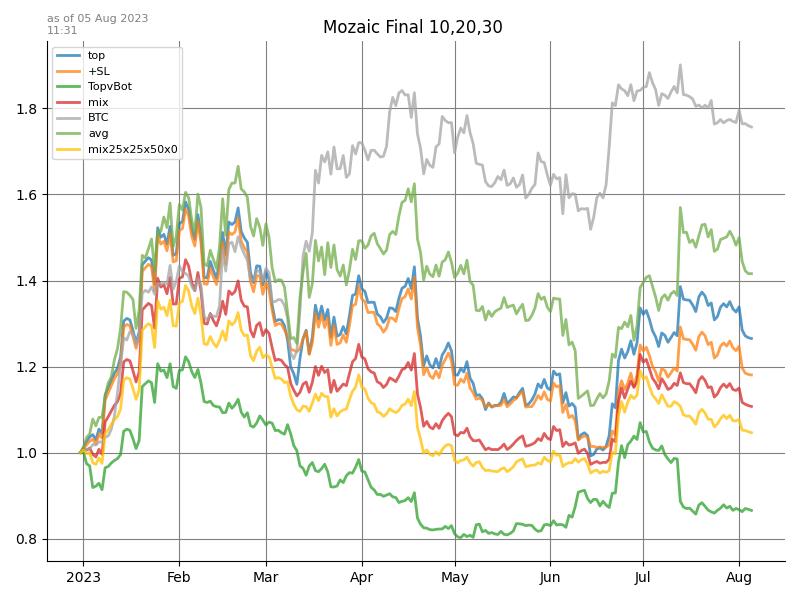 as of 05 Aug 2023
11:31
Mozaic Final 10,20,30
top
+SL
TopvBot
mix
BTC
avg
mix25x25x50x0
1.8
1.6
1.4
1.2
1.0
0.8
2023 Feb Mar Apr May Jun Jul Aug